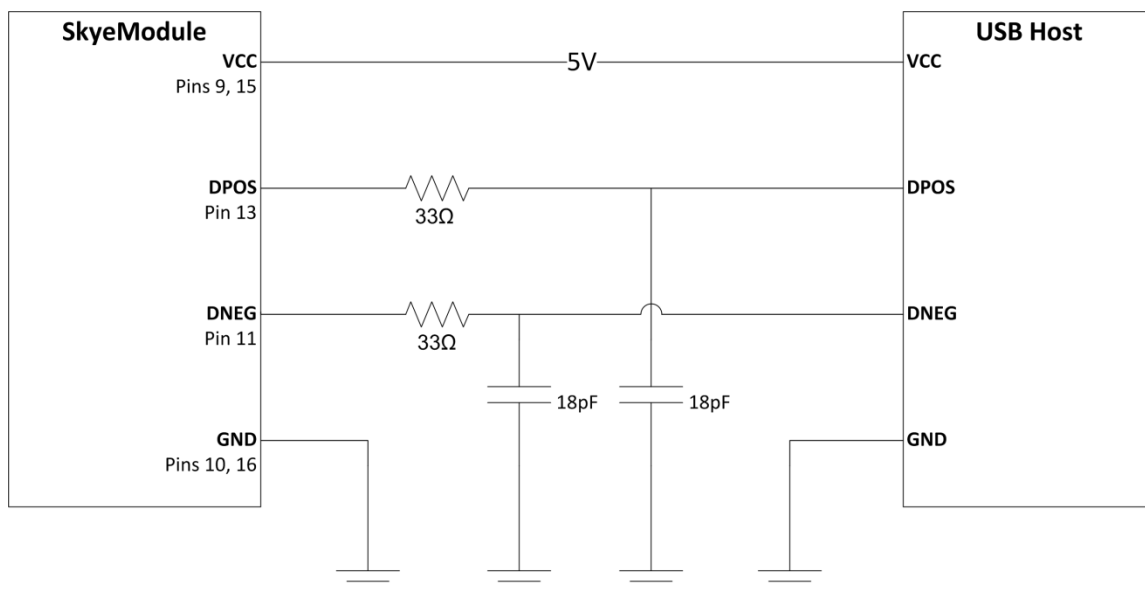 SkyeModule
USB Host
VCC
5V
VCC
Pins 9, 15
DPOS
DPOS
Pin 13
33Ω
DNEG
DNEG
Pin 11
33Ω
18pF
18pF
GND
GND
Pins 10, 16